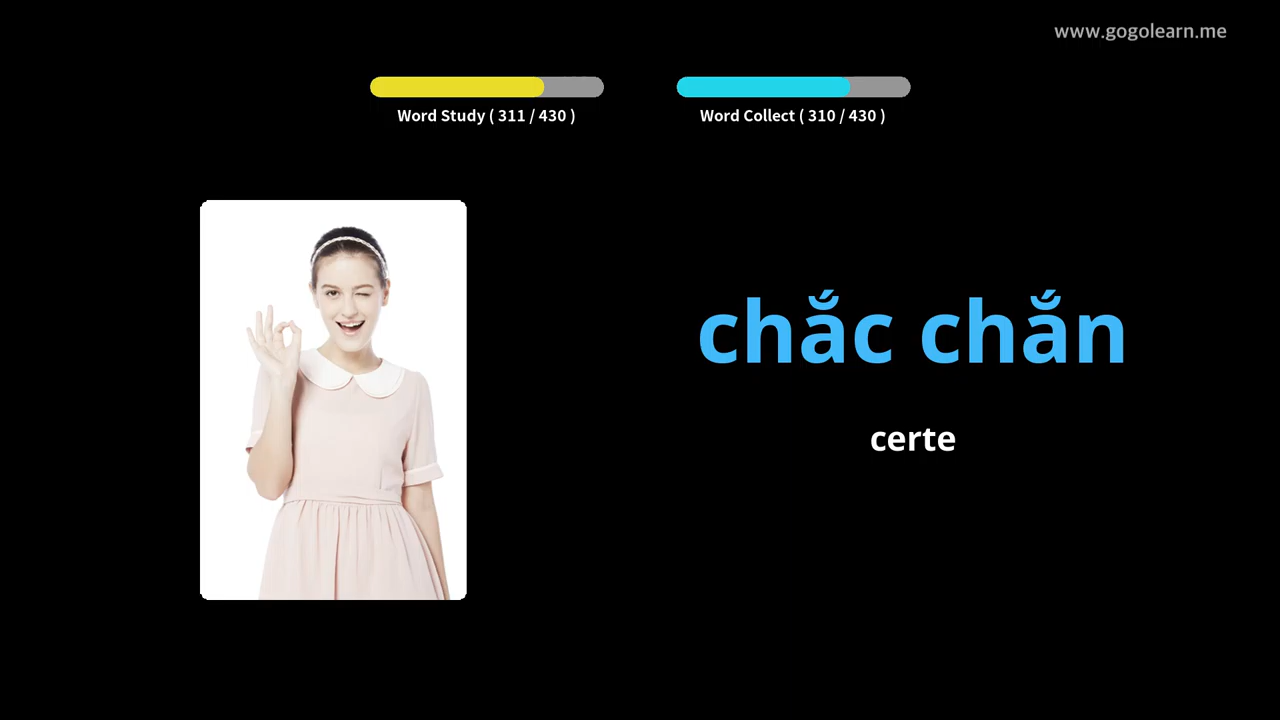 www.gogolearn.me
Word Study ( 311 / 430 )
Word Collect ( 310 / 430 )
chắc chắn
certe